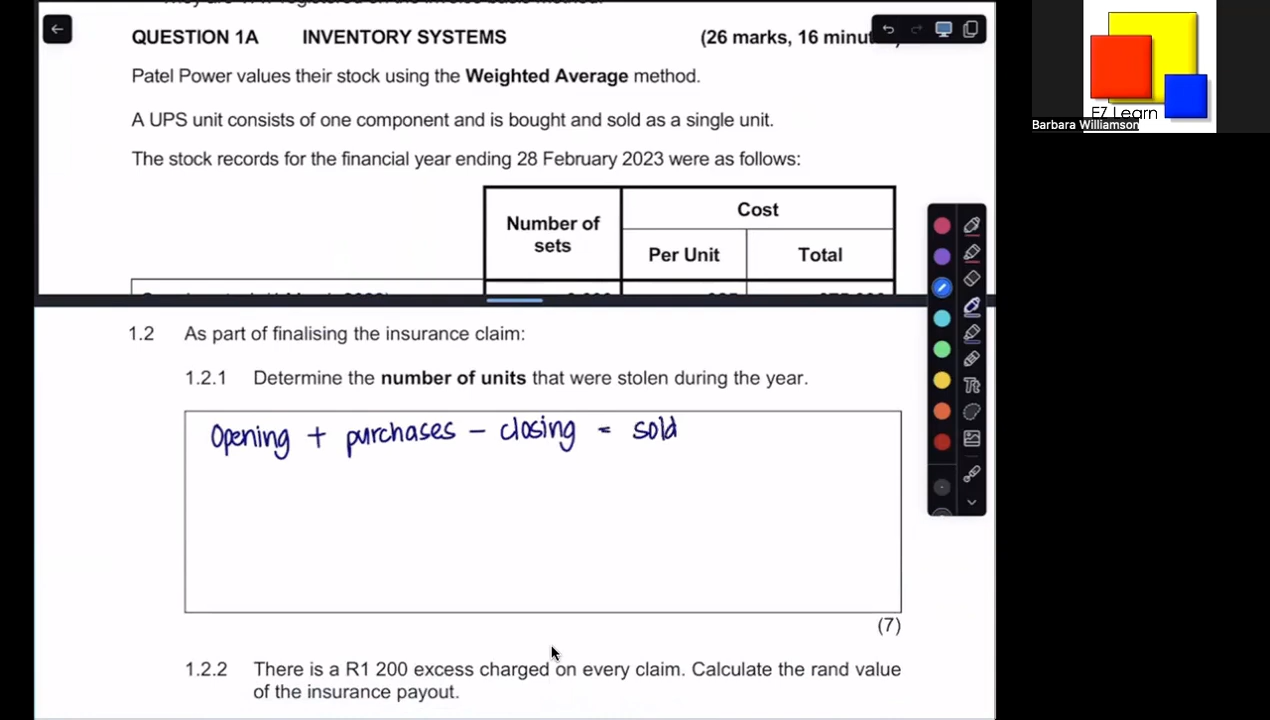 QUESTION 1A INVENTORY SYSTEMS (26 marks, 16 minut
Patel Power values their stock using the Weighted Average method.
A UPS unit consists of one component and is bought and sold as a single unit.
The stock records for the financial year ending 28 February 2023 were as follows:
Number of sets
Cost
Per Unit
Total
1.2 As part of finalising the insurance claim:
1.2.1 Determine the number of units that were stolen during the year.
Opening + purchases - closing = sold
(7)
1.2.2 There is a R1 200 excess charged on every claim. Calculate the rand value
of the insurance payout.
EZ Learn
Barbara Williamson
Tt